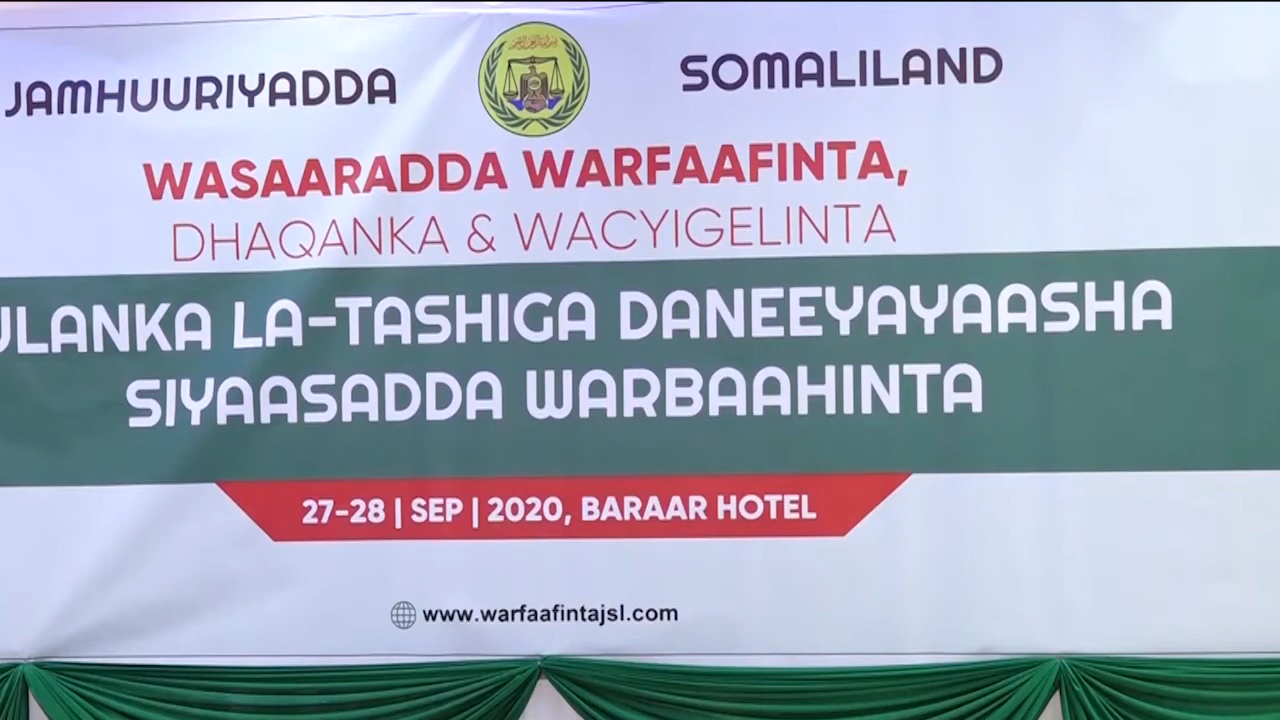 JAMHUURIYADDA SOMALILAND
WASAARADDA WARFAAFINTA,
DHAQANKA & WACYIGELINTA
LA-TASHIGA DANEEYAYAASHA
SIYAASADDA WARBAAHINTA
27-28 | SEP | 2020, BARAAR HOTEL
www.warfaafintajsl.com